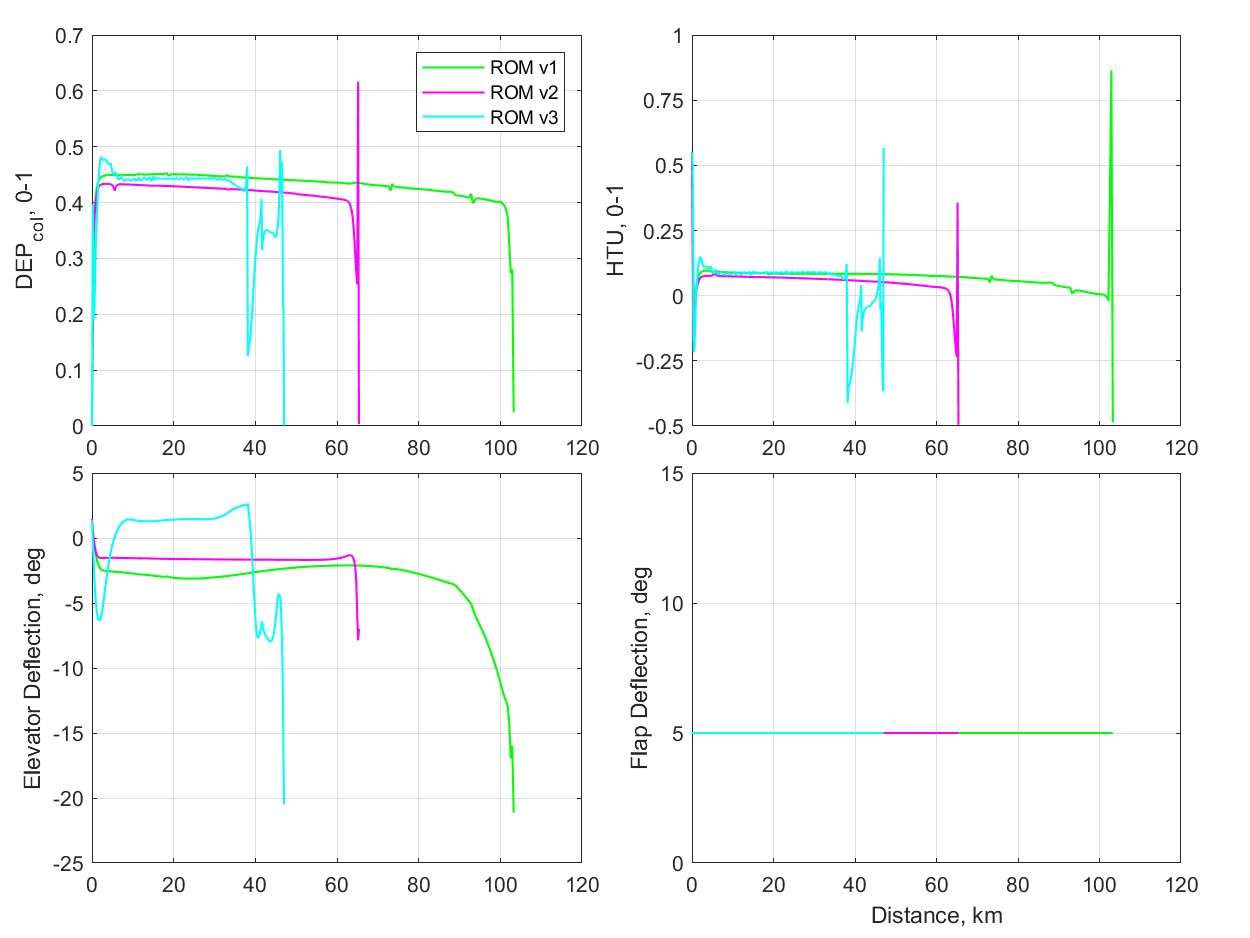 0.7
0.6
0.5
0.4
0.3
0.2
0.1
0
DEP_col, 0-1
0 20 40 60 80 100 120
ROM v1
ROM v2
ROM v3
1
0.75
0.5
0.25
0
-0.25
-0.5
HTU, 0-1
0 20 40 60 80 100 120
5
0
-5
-10
-15
-20
-25
Elevator Deflection, deg
0 20 40 60 80 100 120
15
10
5
0
Flap Deflection, deg
0 20 40 60 80 100 120
Distance, km